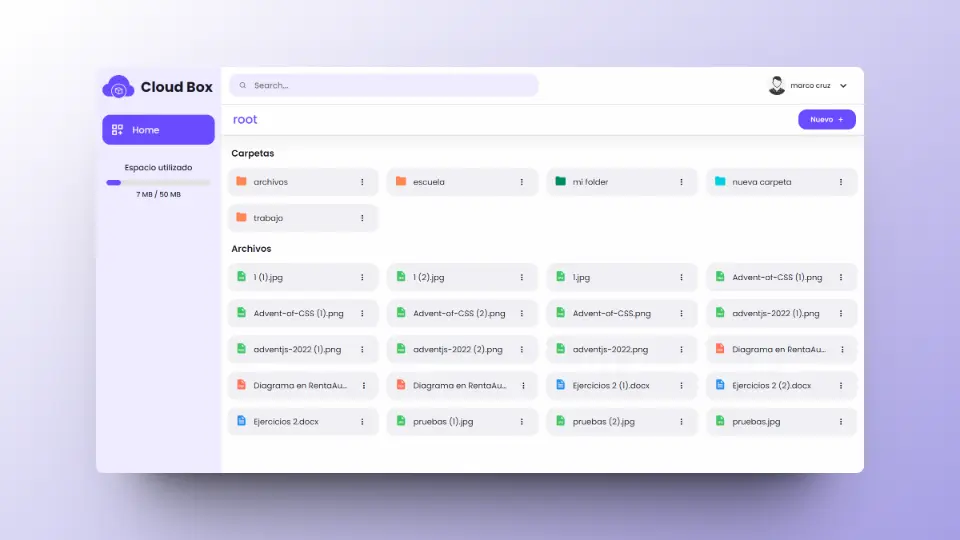 Cloud Box
Search...
marco cruz
Home
root
Nuevo +
Espacio utilizado
7 MB / 50 MB
Carpetas
archivos
escuela
mi folder
nueva carpeta
trabajo
Archivos
1 (1).jpg
1 (2).jpg
1.jpg
Advent-of-CSS (1).png
Advent-of-CSS (1).png
Advent-of-CSS (2).png
Advent-of-CSS.png
adventjs-2022 (1).png
adventjs-2022 (1).png
adventjs-2022 (2).png
adventjs-2022.png
Diagrama en RentaAu...
Diagrama en RentaAu...
Diagrama en RentaAu...
Ejercicios 2 (1).docx
Ejercicios 2 (2).docx
Ejercicios 2.docx
pruebas (1).jpg
pruebas (2).jpg
pruebas.jpg